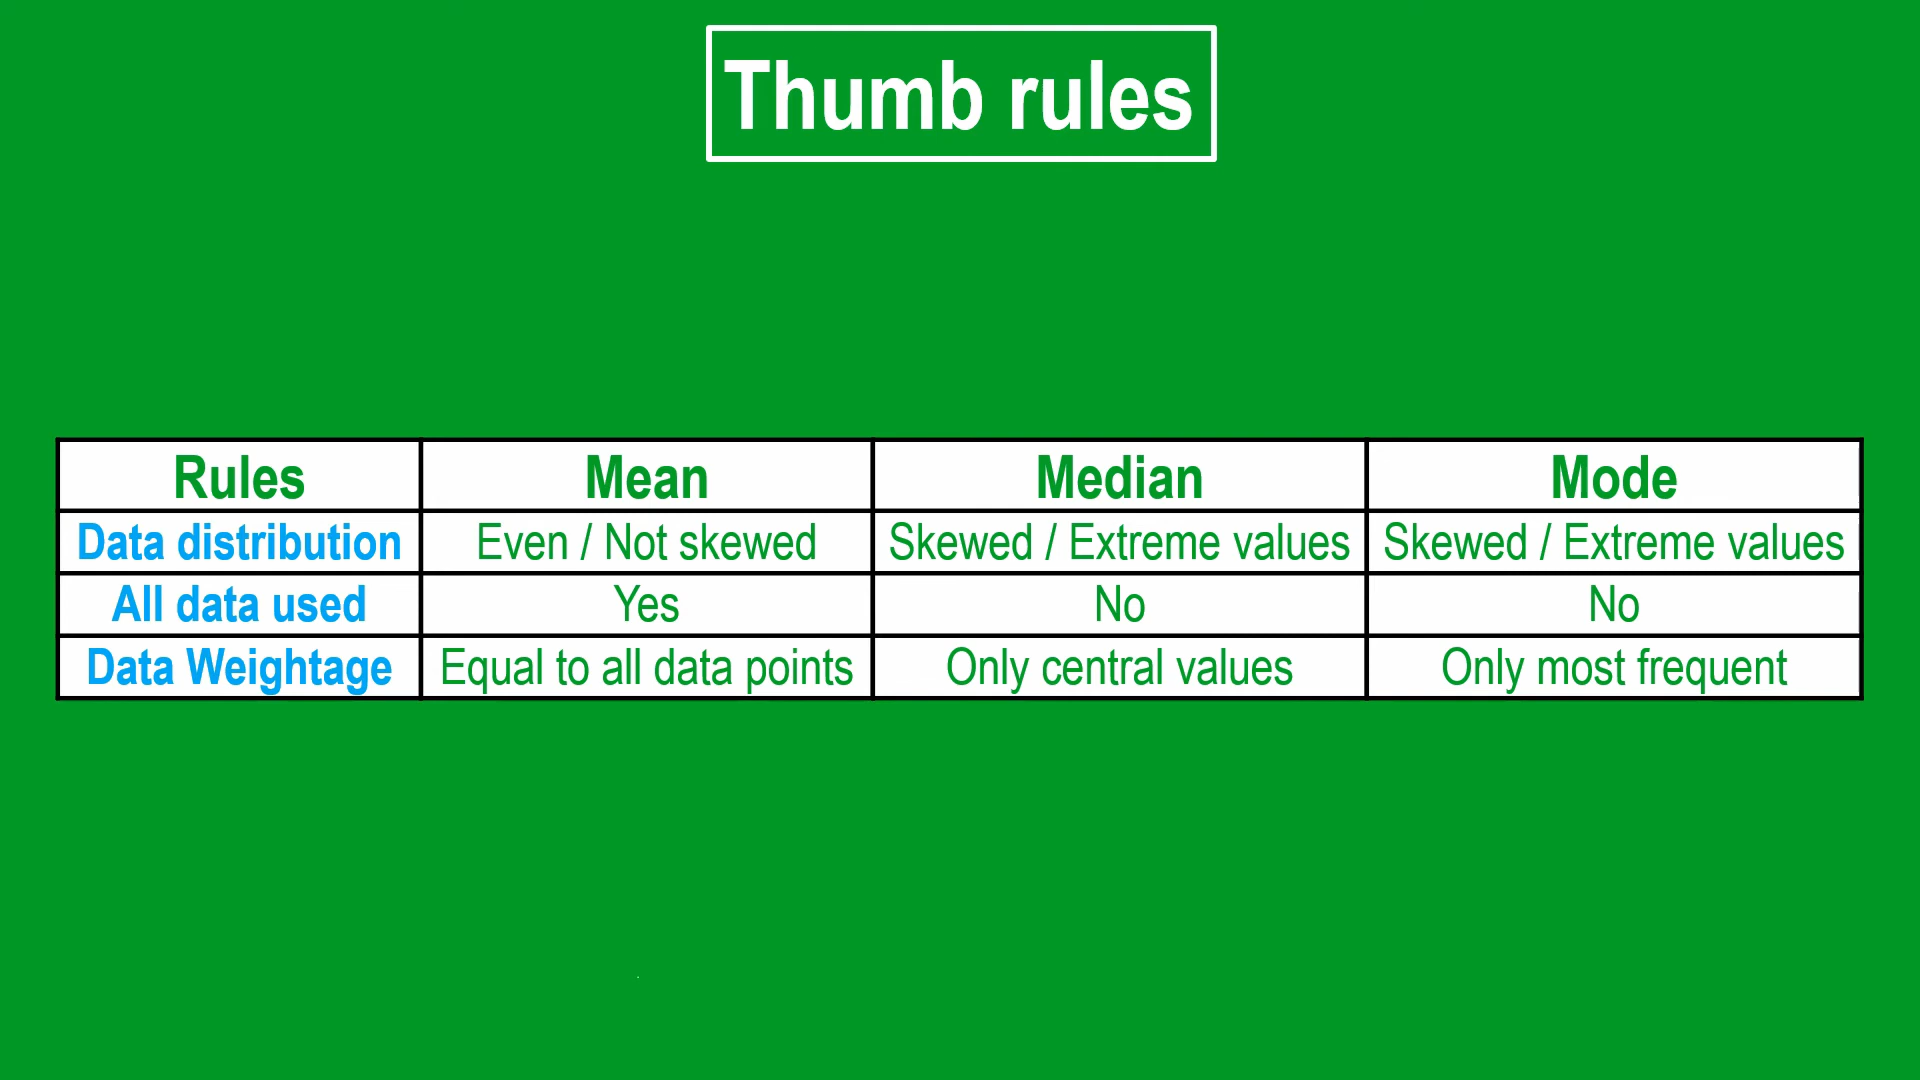 Thumb rules
Rules Mean Median Mode
Data distribution Even / Not skewed Skewed / Extreme values Skewed / Extreme values
All data used Yes No No
Data Weightage Equal to all data points Only central values Only most frequent